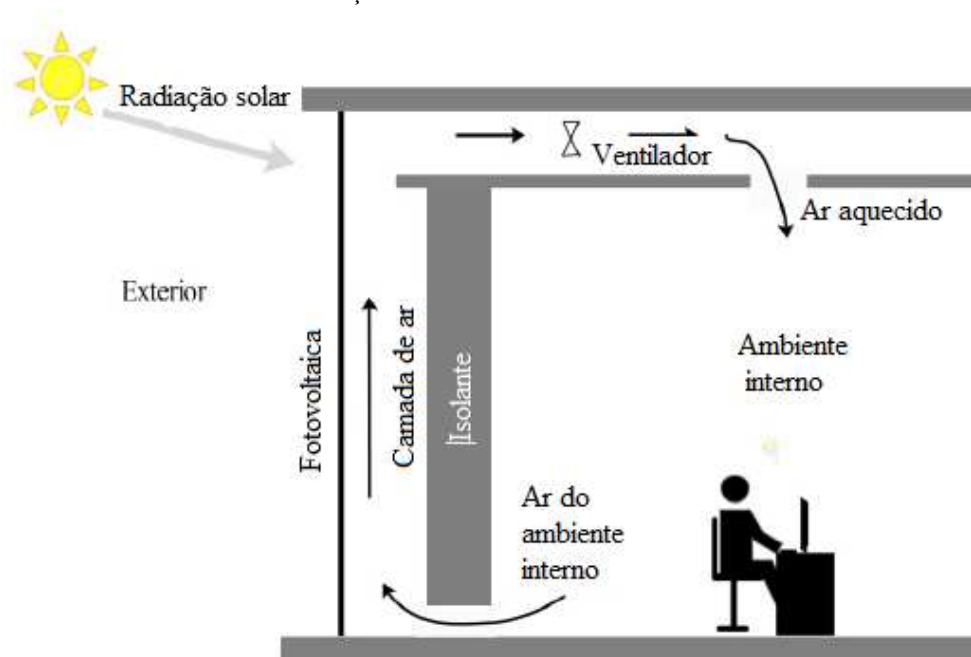 Radiação solar
Ventilador
Ar aquecido
Exterior
Fotovoltaica
Camada de ar
Isolante
Ambiente
interno
Ar do
ambiente
interno